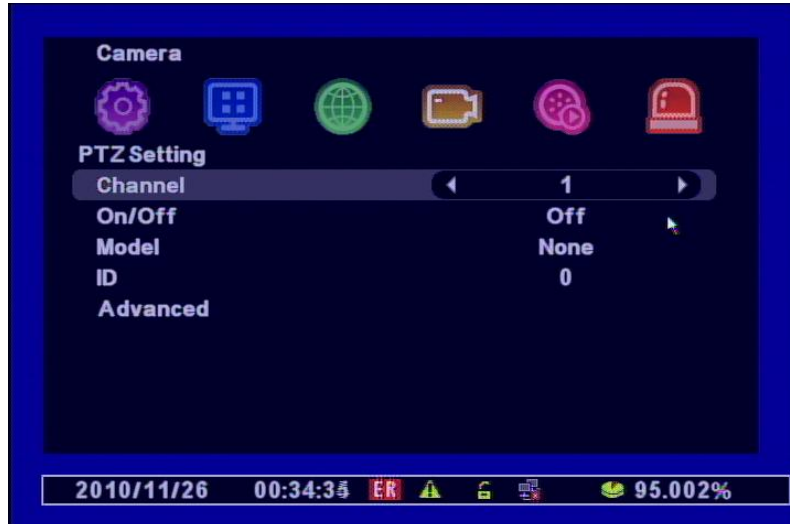 Camera
PTZ Setting
Channel 1
On/Off Off
Model None
ID 0
Advanced
2010/11/26 ER 95.002%